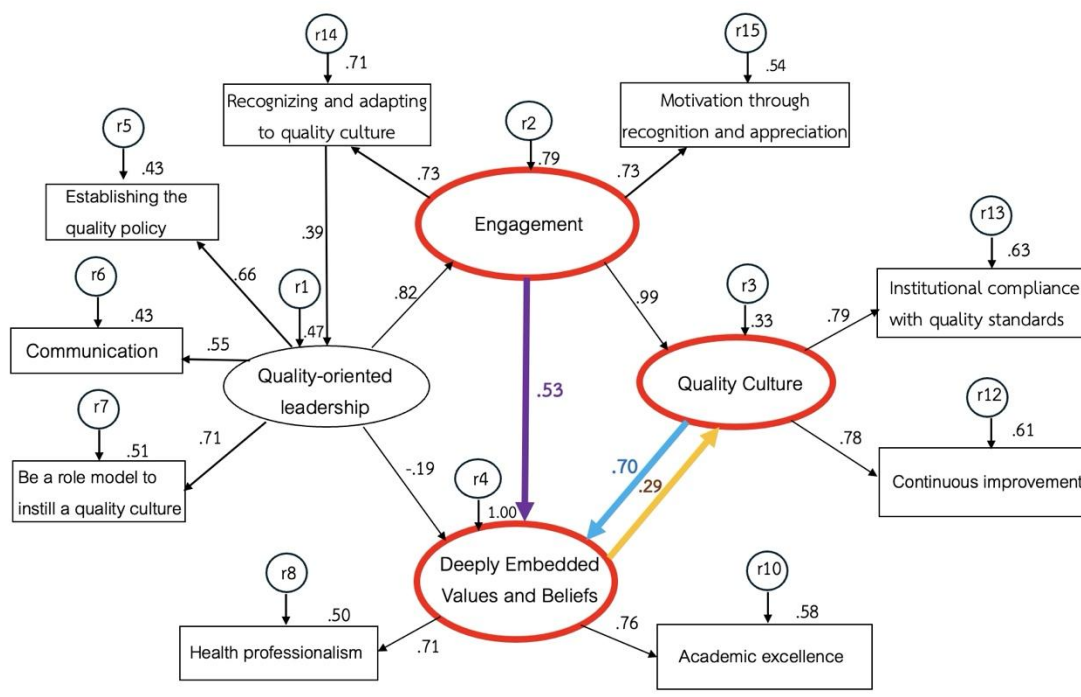 r14
.71
Recognizing and adapting
to quality culture
r15
.54
Motivation through
recognition and appreciation
r5
.43
Establishing the
quality policy
r2
.79
.73
.73
Engagement
r13
.63
Institutional compliance
with quality standards
.39
.66
r6
.43
Communication
.55
r1
.47
.82
.99
r3
.33
.79
Quality-oriented
leadership
Quality Culture
.53
r7
.51
Be a role model to
instill a quality culture
.71
-.19
.70
.29
.78
r12
.61
Continuous improvement
r4
1.00
Deeply Embedded
Values and Beliefs
r8
.50
Health professionalism
.71
.76
r10
.58
Academic excellence